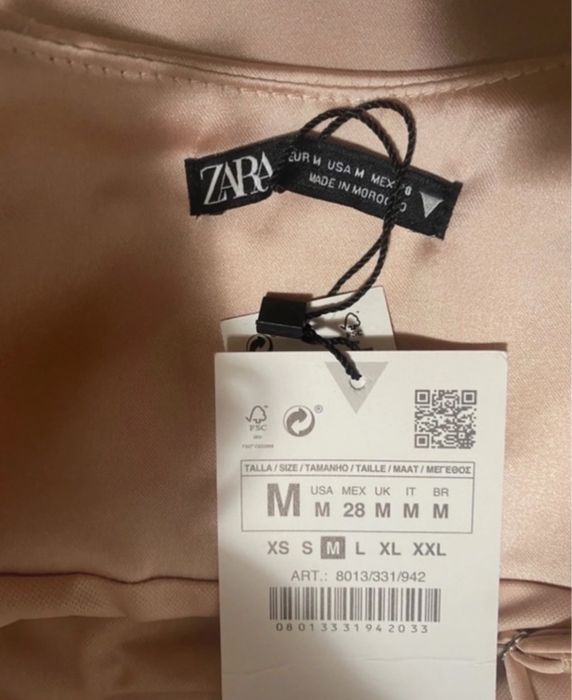 ZARA
EUR M USA M MEX 28
MADE IN MOROCCO
FSC
®
TALLA / SIZE / TAMANHO / TAILLE / MAAT / ΜΕΓΕΘΟΣ
M
USA MEX UK IT BR
M 28 M M M
XS S M L XL XXL
ART.: 8013/331/942
08013331942033